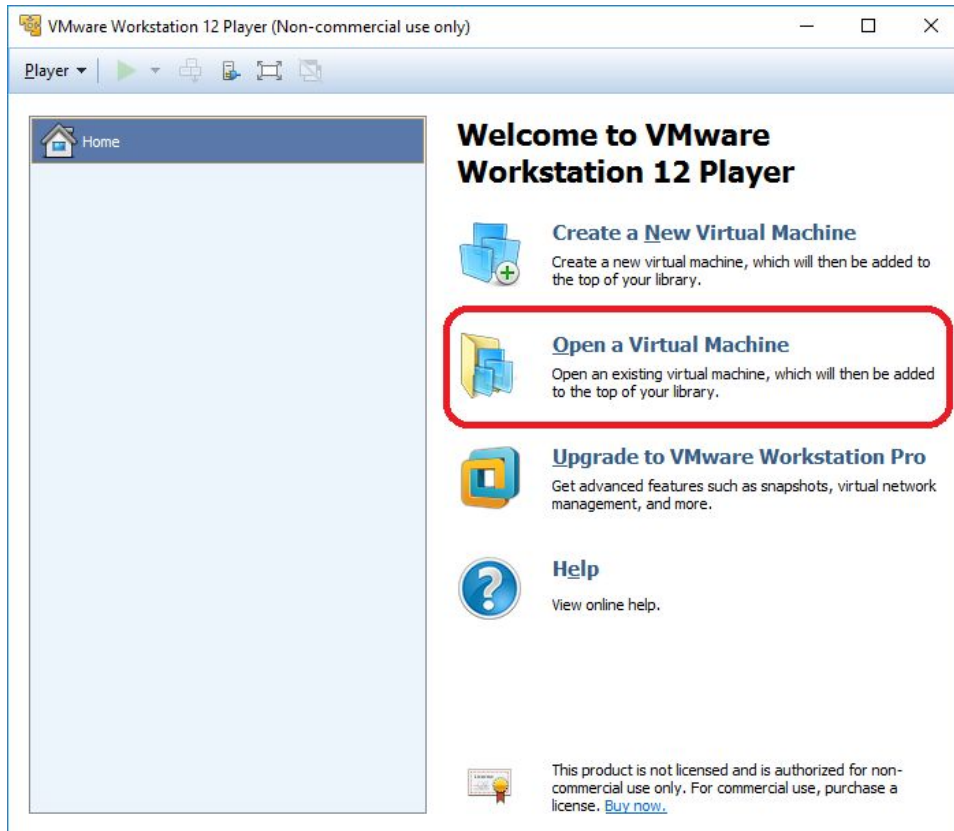 VMware Workstation 12 Player (Non-commercial use only)
Player
Home
Welcome to VMware
Workstation 12 Player
Create a New Virtual Machine
Create a new virtual machine, which will then be added to
the top of your library.
Open a Virtual Machine
Open an existing virtual machine, which will then be added
to the top of your library.
Upgrade to VMware Workstation Pro
Get advanced features such as snapshots, virtual network
management, and more.
Help
View online help.
This product is not licensed and is authorized for non-
commercial use only. For commercial use, purchase a
license. Buy now.